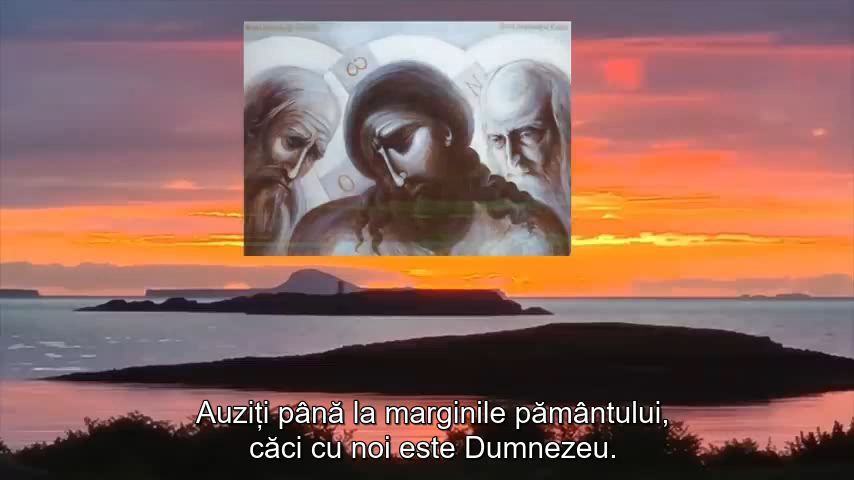 Auziți până la marginile pământului,
căci cu noi este Dumnezeu.